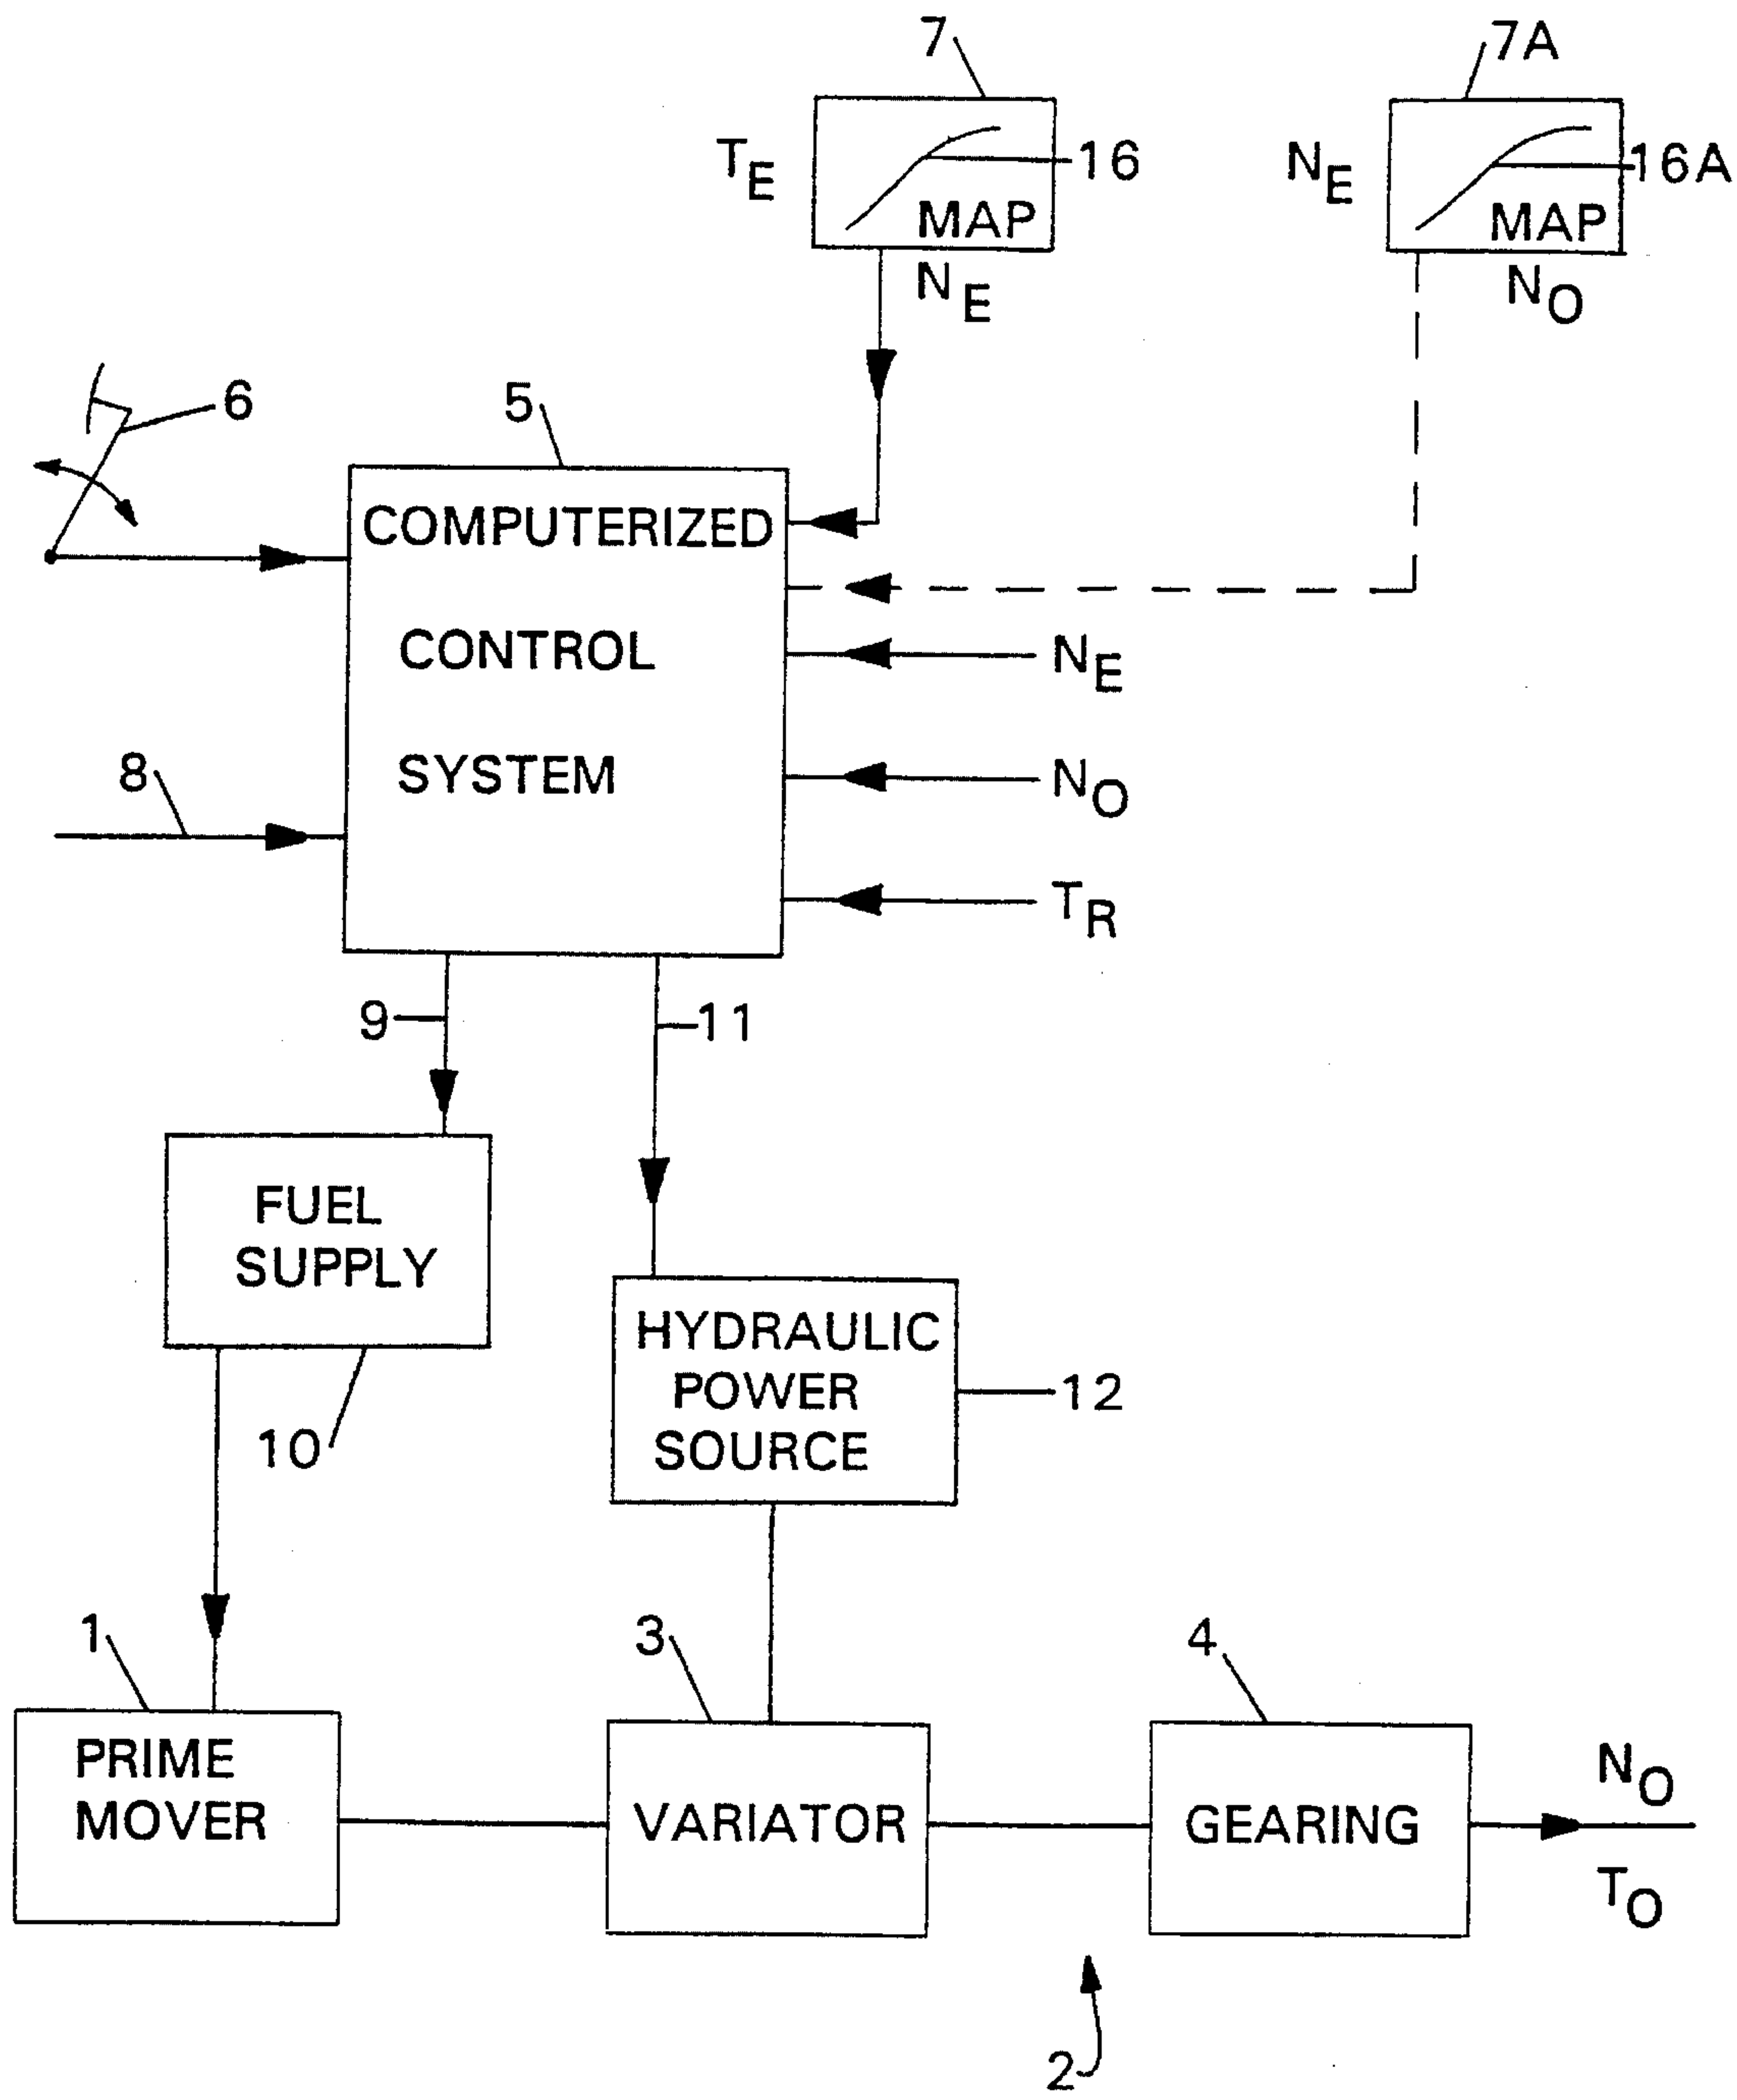 7
7A
T_E
16
MAP
N_E
N_E
16A
MAP
N_O
6
5
COMPUTERIZED
CONTROL
SYSTEM
N_E
N_O
T_R
8
9
11
FUEL
SUPPLY
10
HYDRAULIC
POWER
SOURCE
12
1
3
4
PRIME
MOVER
VARIATOR
GEARING
N_O
T_O
2